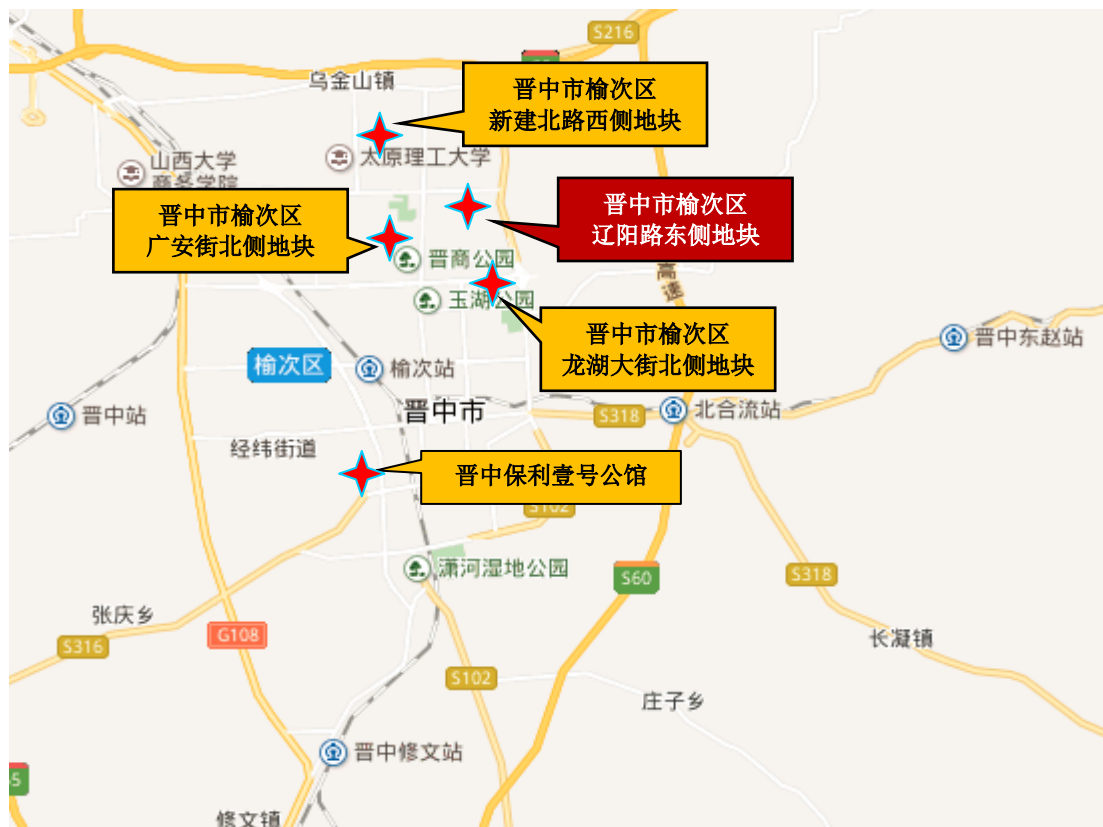 S216
乌金山镇
晋中市榆次区
新建北路西侧地块
太原理工大学
山西大学
商务学院
晋中市榆次区
广安街北侧地块
晋中市榆次区
辽阳路东侧地块
晋商公园
高速
玉湖公园
晋中市榆次区
龙湖大街北侧地块
晋中东赵站
榆次区
榆次站
晋中市
晋中站
S318
北合流站
经纬街道
晋中保利壹号公馆
S102
潇河湿地公园
S60
S318
张庆乡
G108
S316
长凝镇
S102
庄子乡
晋中修文站
修文镇